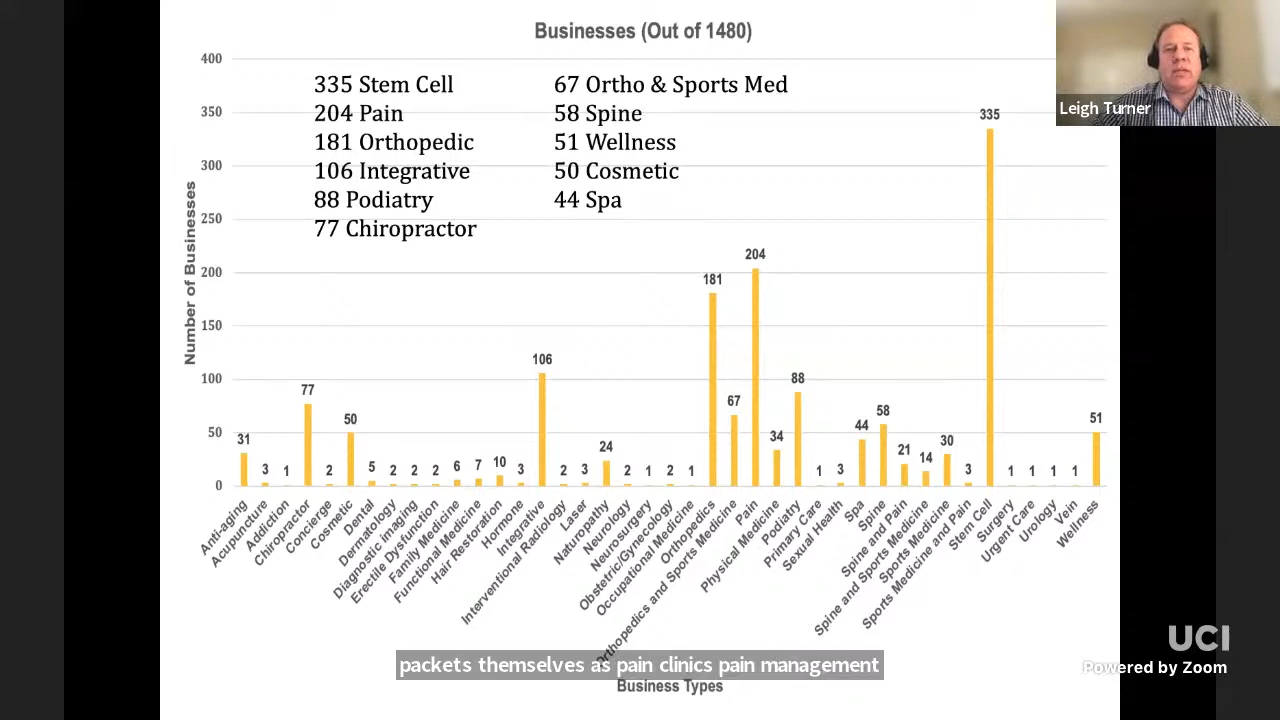 Businesses (Out of 1480)
335 Stem Cell
204 Pain
181 Orthopedic
106 Integrative
88 Podiatry
77 Chiropractor
67 Ortho & Sports Med
58 Spine
51 Wellness
50 Cosmetic
44 Spa
Leigh Turner
Number of Businesses
400
350
300
250
200
150
100
50
0
31
3
1
77
2
50
5
2
2
2
6
7
10
3
106
2
3
24
2
1
2
1
181
67
204
34
88
1
3
44
58
21
14
30
3
335
1
1
1
1
51
Anti-aging
Acupuncture
Addiction
Chiropractor
Concierge
Cosmetic
Dental
Dermatology
Diagnostic imaging
Erectile Dysfunction
Family Medicine
Functional Medicine
Hair Restoration
Hormone
Integrative
Interventional Radiology
Laser
Naturopathy
Neurology
Neurosurgery
Obstetric/Gynecology
Occupational Medicine
Orthopedics
Orthopedics and Sports Medicine
Pain
Physical Medicine
Podiatry
Primary Care
Sexual Health
Spa
Spine
Spine and Pain
Spine and Sports Medicine
Sports Medicine
Sports Medicine and Pain
Stem Cell
Surgery
Urgent Care
Urology
Vein
Wellness
packets themselves as pain clinics pain management
Business Types
UCI
Powered by Zoom